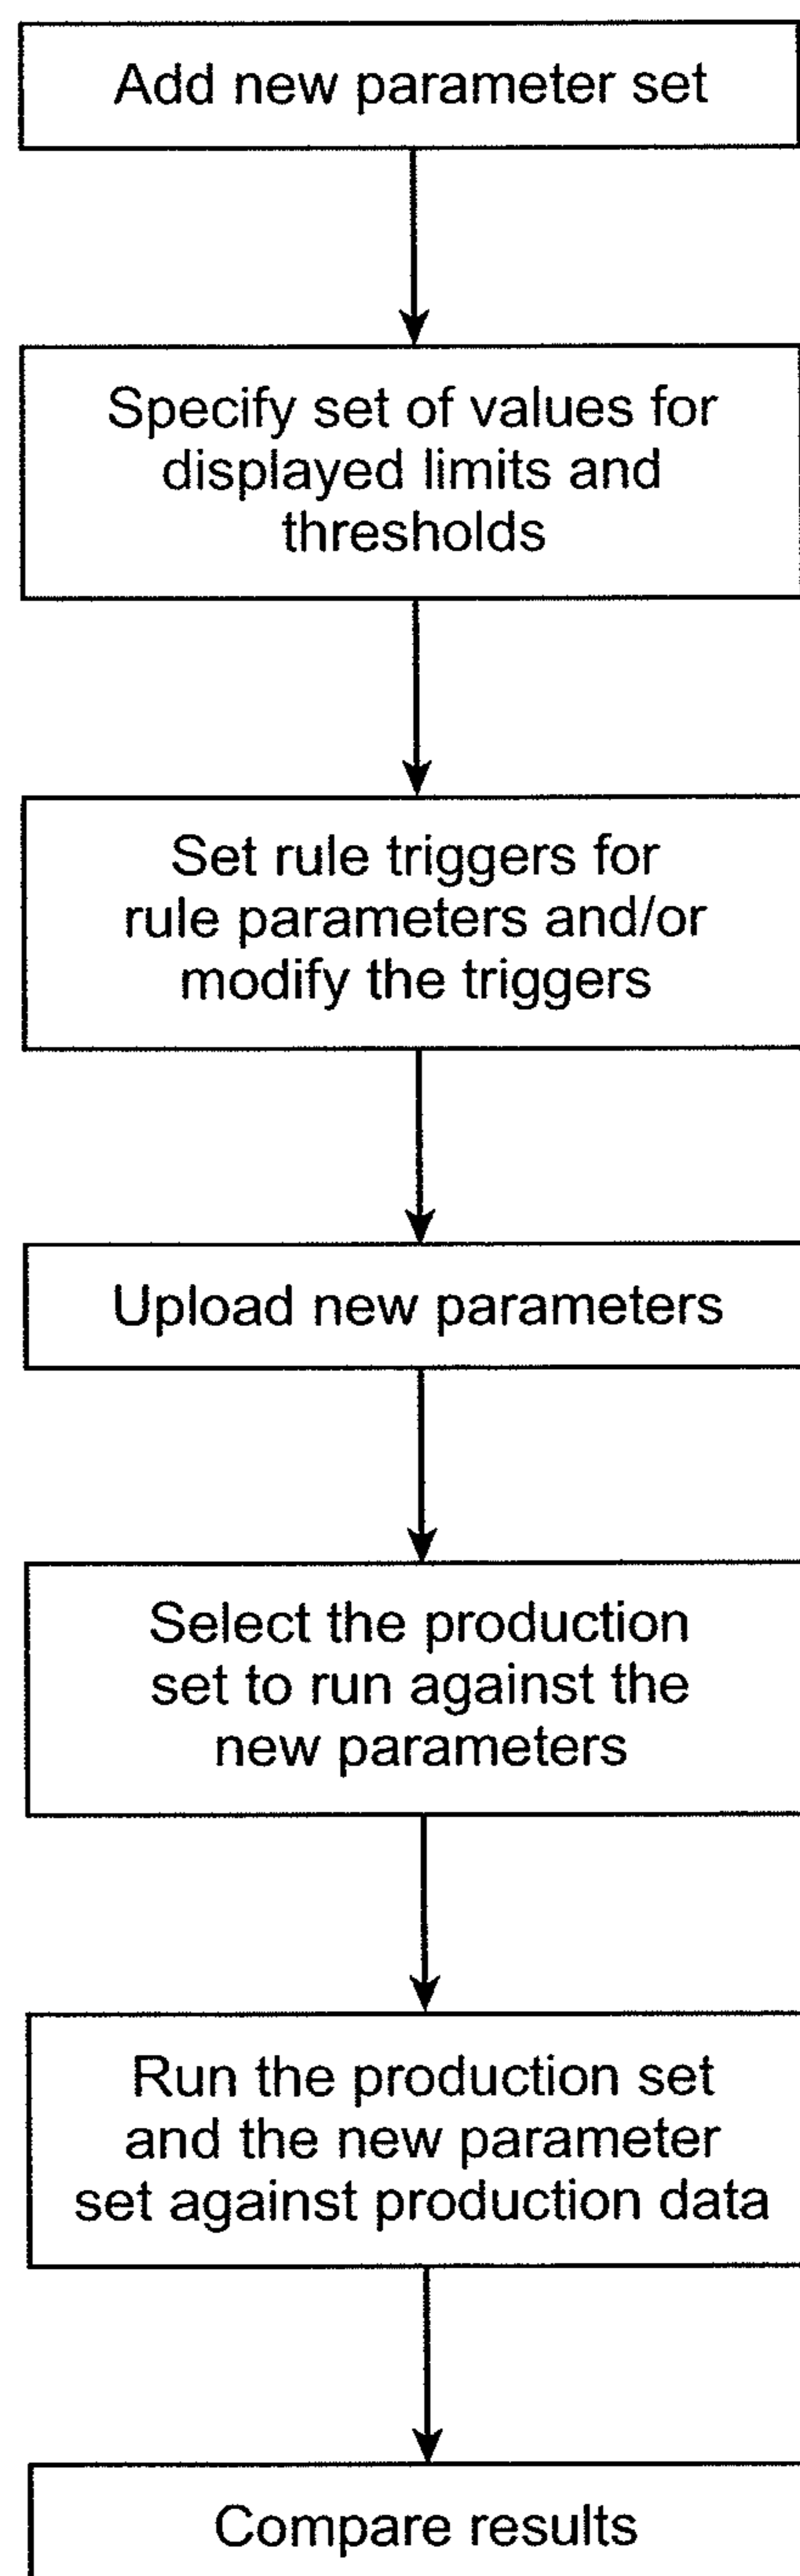 Add new parameter set
Specify set of values for
displayed limits and
thresholds
Set rule triggers for
rule parameters and/or
modify the triggers
Upload new parameters
Select the production
set to run against the
new parameters
Run the production set
and the new parameter
set against production data
Compare results